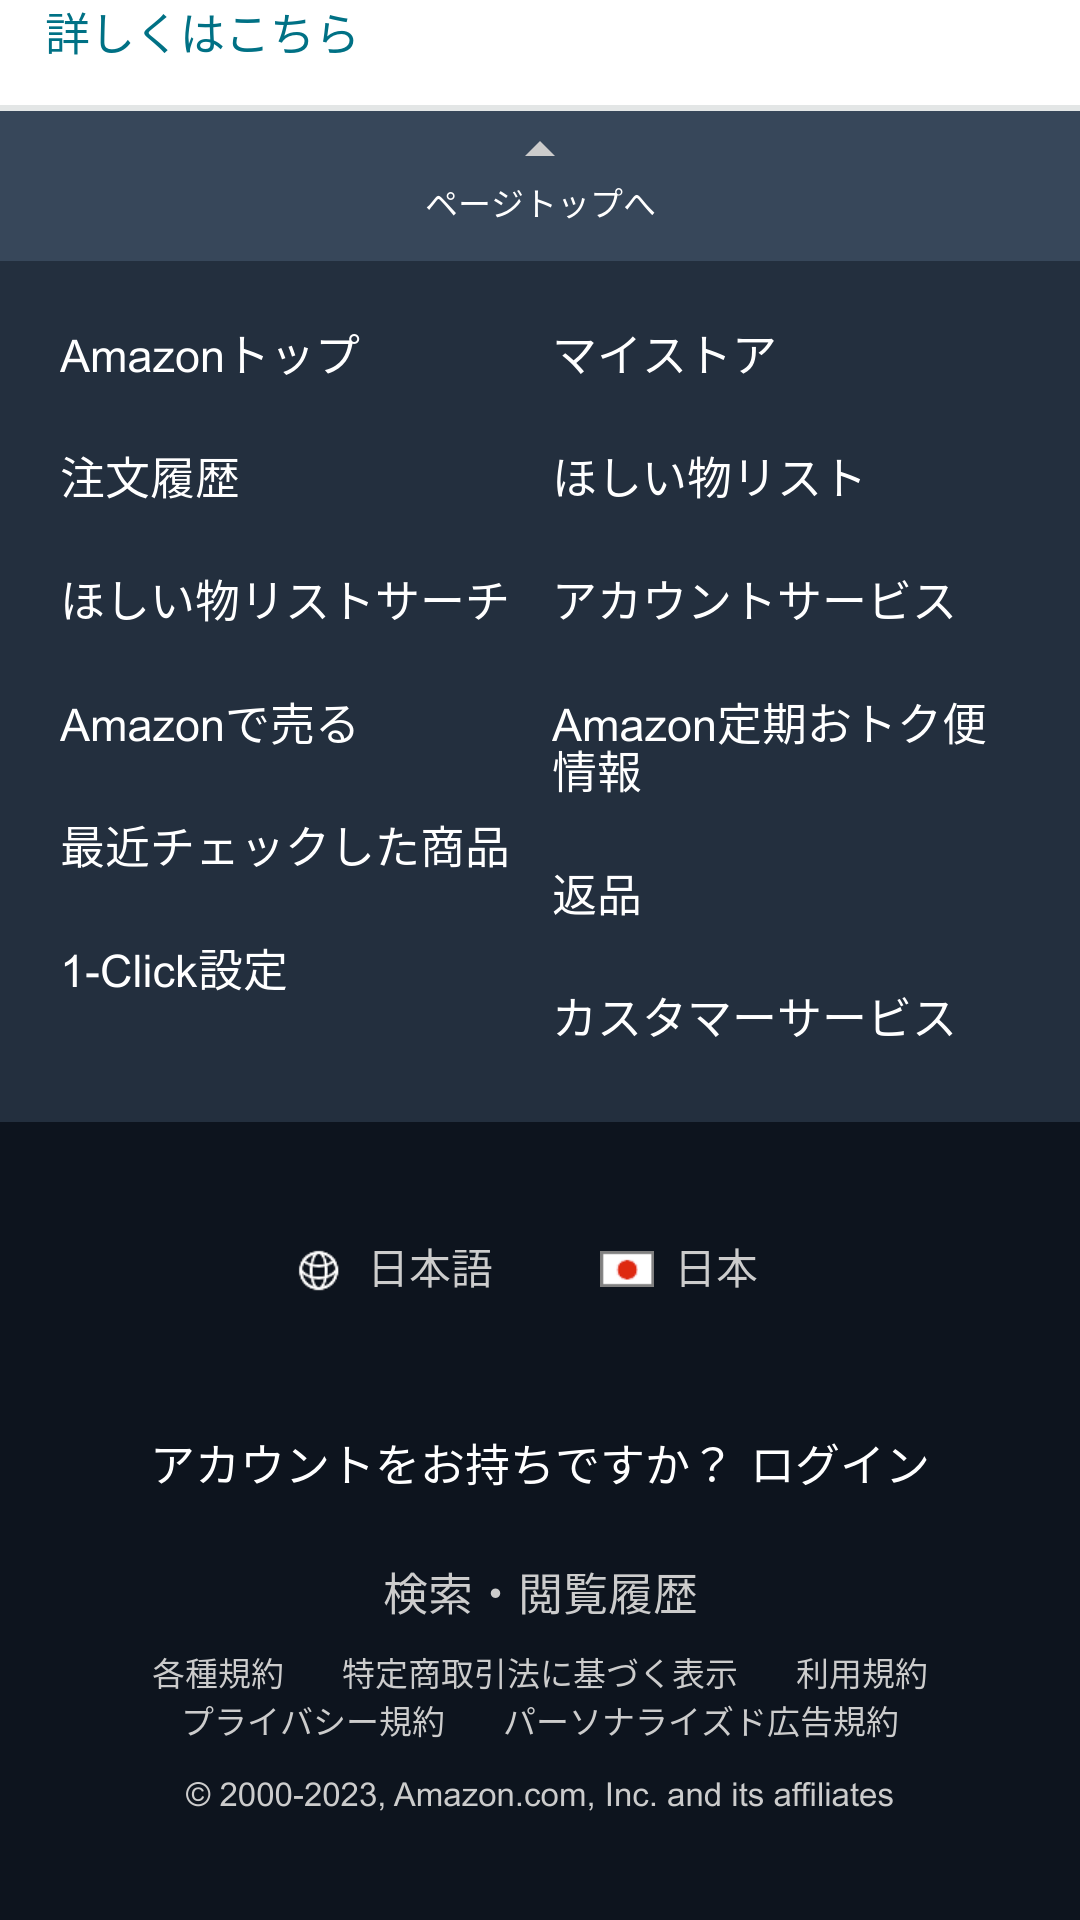 詳しくはこちら
ページトップへ
Amazonトップ
マイストア
注文履歴
ほしい物リスト
ほしい物リストサーチ
アカウントサービス
Amazonで売る
Amazon定期おトク便
情報
最近チェックした商品
返品
1-Click設定
カスタマーサービス
日本語 日本
アカウントをお持ちですか？ ログイン
検索・閲覧履歴
各種規約 特定商取引法に基づく表示 利用規約
プライバシー規約 パーソナライズド広告規約
© 2000-2023, Amazon.com, Inc. and its affiliates